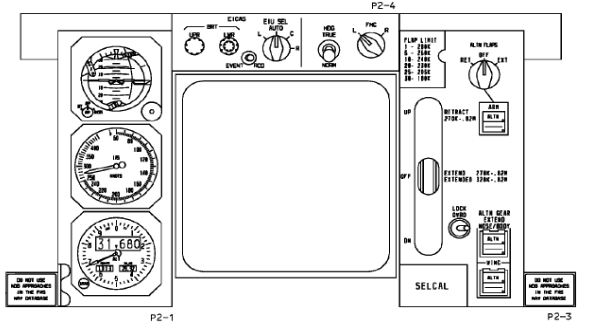 P2-4
EICAS
BRT
UPR
LWR
EVENT
RCD
EIU SEL
AUTO
L
C
R
HDG
TRUE
NORM
FMC
L
R
FLAP LIMIT
1 - 280K
5 - 260K
10- 240K
20- 230K
25- 205K
30- 180K
ALTN FLAPS
OFF
RET
EXT
ARM
ALTN
UP
RETRACT
270K-.82M
OFF
EXTEND 270K-.82M
EXTENDED 320K-.82M
DN
LOCK
OVRD
ALTN GEAR
EXTEND
NOSE/BODY
ALTN
WING
ALTN
SELCAL
IAS
KNOTS
31,680
ALT
DO NOT USE
NDB APPROACHES
IN THE FMS
NAV DATABASE
DO NOT USE
NDB APPROACHES
IN THE FMS
NAV DATABASE
P2-1
P2-3